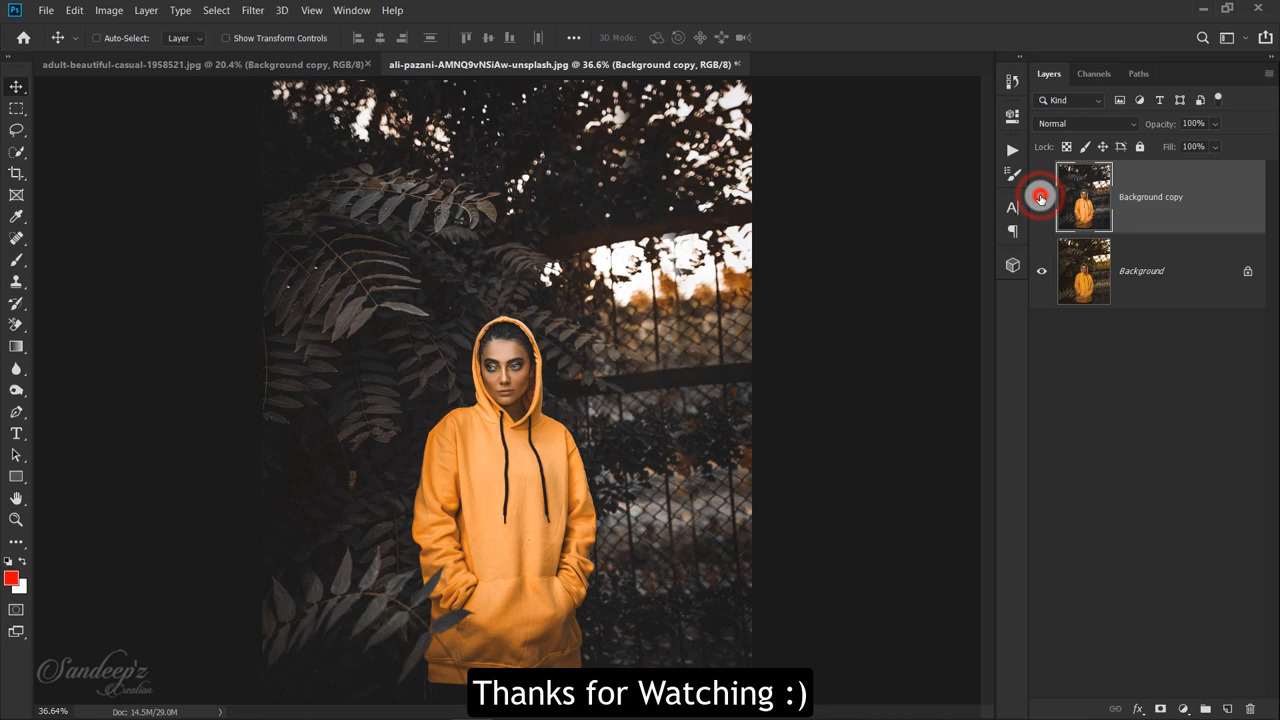 Ps File Edit Image Layer Type Select Filter 3D View Window Help
Auto-Select: Layer Show Transform Controls 3D Mode:
adult-beautiful-casual-1958521.jpg @ 20.4% (Background copy, RGB/8) ali-pazani-AMNQ9vNSiAw-unsplash.jpg @ 36.6% (Background copy, RGB/8) *
Layers Channels Paths
Kind
Normal Opacity: 100%
Lock: Fill: 100%
Background copy
Background
Sandeep'z
Creation
Thanks for Watching :)
36.64% Doc: 14.5M/29.0M